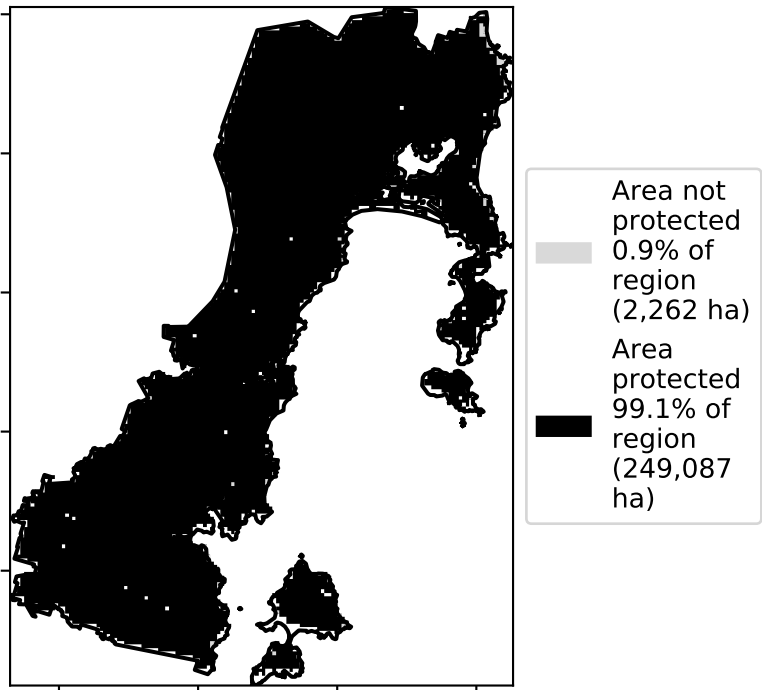 Area not
protected
0.9% of
region
(2,262 ha)
Area
protected
99.1% of
region
(249,087
ha)